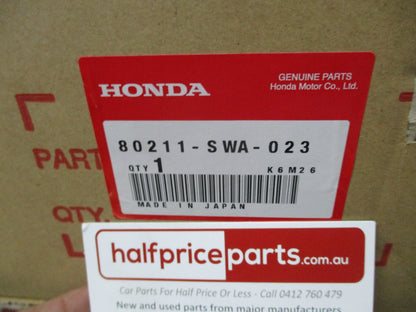 HONDA
GENUINE PARTS
Honda Motor Co., Ltd.
80211-SWA-023
QTY 1 K6M26
MADE IN JAPAN
PART
QTY.
halfpriceparts.com.au
Car Parts For Half Price Or Less - Call 0412 760 479
New and used parts from major manufacturers